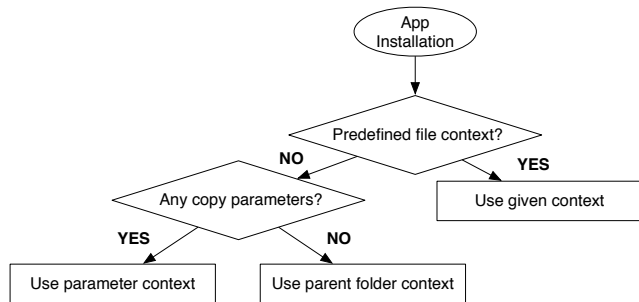 App
Installation
Predefined file context?
NO
YES
Any copy parameters?
Use given context
YES
NO
Use parameter context
Use parent folder context